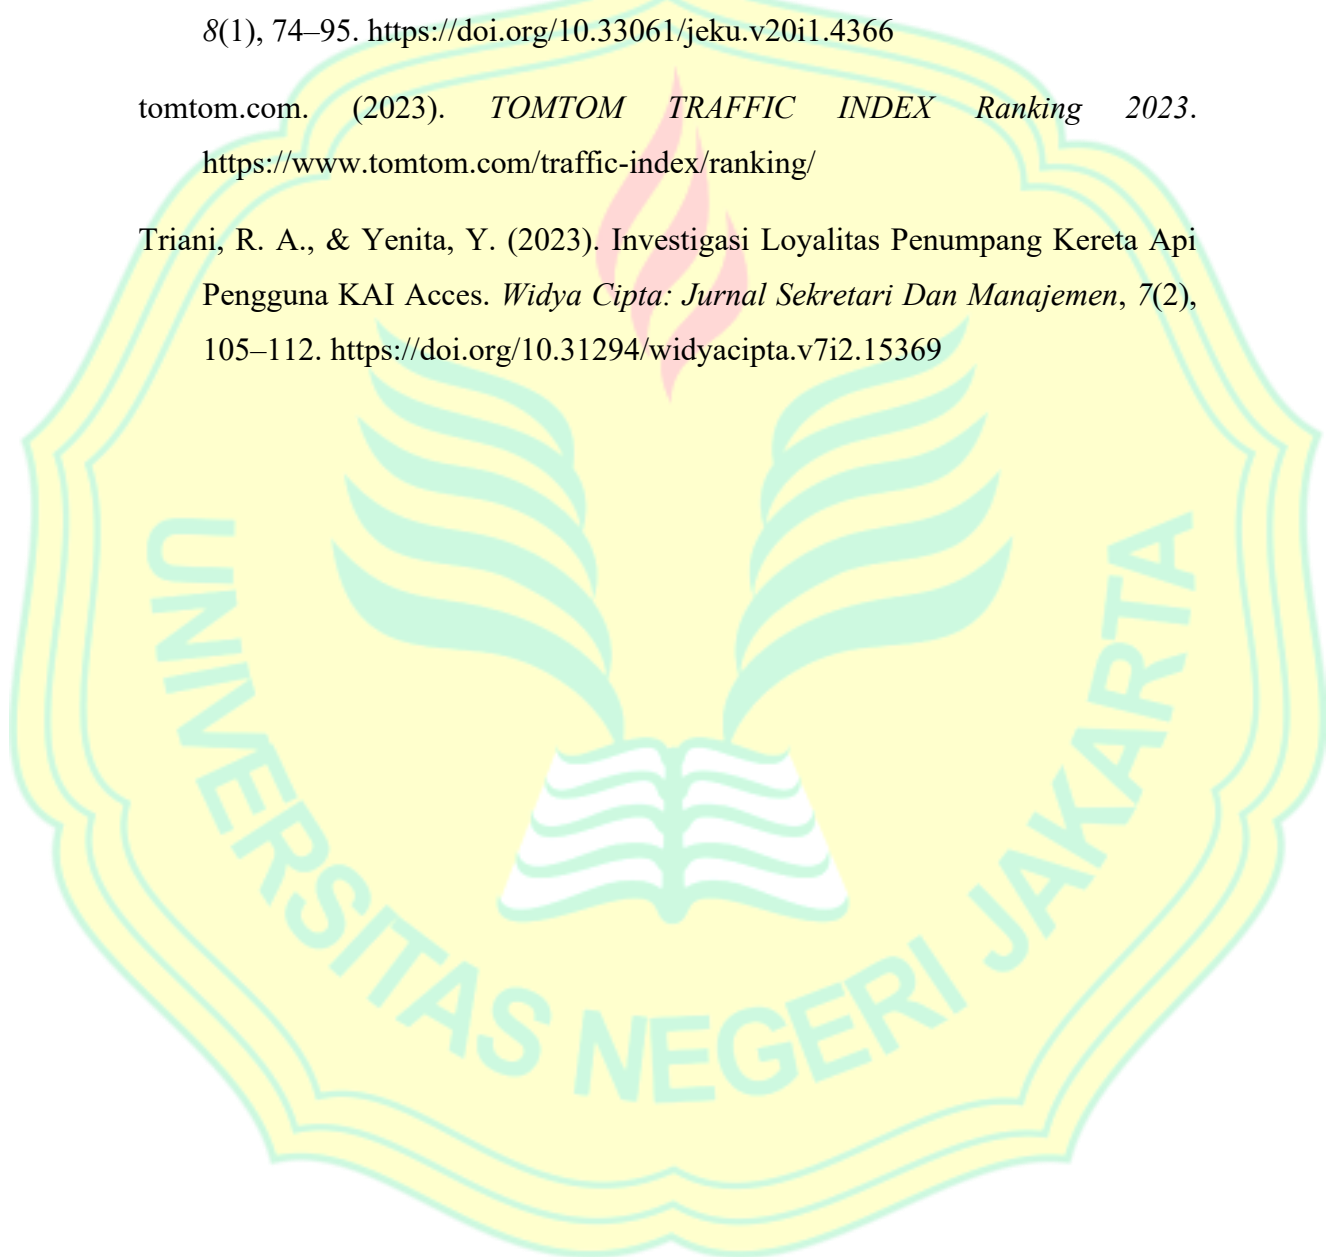 8(1), 74–95. https://doi.org/10.33061/jeku.v20i1.4366
tomtom.com. (2023). TOMTOM TRAFFIC INDEX Ranking 2023.
https://www.tomtom.com/traffic-index/ranking/
Triani, R. A., & Yenita, Y. (2023). Investigasi Loyalitas Penumpang Kereta Api
Pengguna KAI Acces. Widya Cipta: Jurnal Sekretari Dan Manajemen, 7(2),
105–112. https://doi.org/10.31294/widyacipta.v7i2.15369
UNIVERSITAS NEGERI JAKARTA